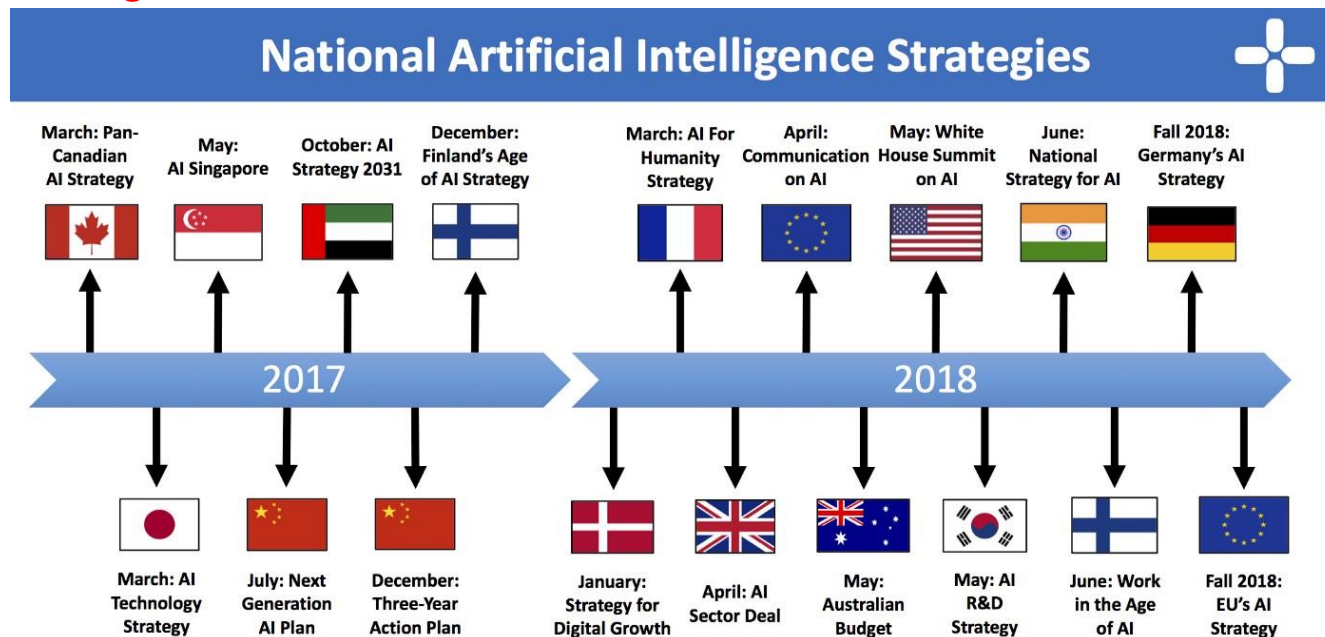 National Artificial Intelligence Strategies
March: Pan-
Canadian
AI Strategy
May:
AI Singapore
October: AI
Strategy 2031
December:
Finland's Age
of AI Strategy
March: AI For
Humanity
Strategy
April:
Communication
on AI
May: White
House Summit
on AI
June:
National
Strategy for AI
Fall 2018:
Germany's AI
Strategy
2017
2018
March: AI
Technology
Strategy
July: Next
Generation
AI Plan
December:
Three-Year
Action Plan
January:
Strategy for
Digital Growth
April: AI
Sector Deal
May:
Australian
Budget
May: AI
R&D
Strategy
June: Work
in the Age
of AI
Fall 2018:
EU's AI
Strategy